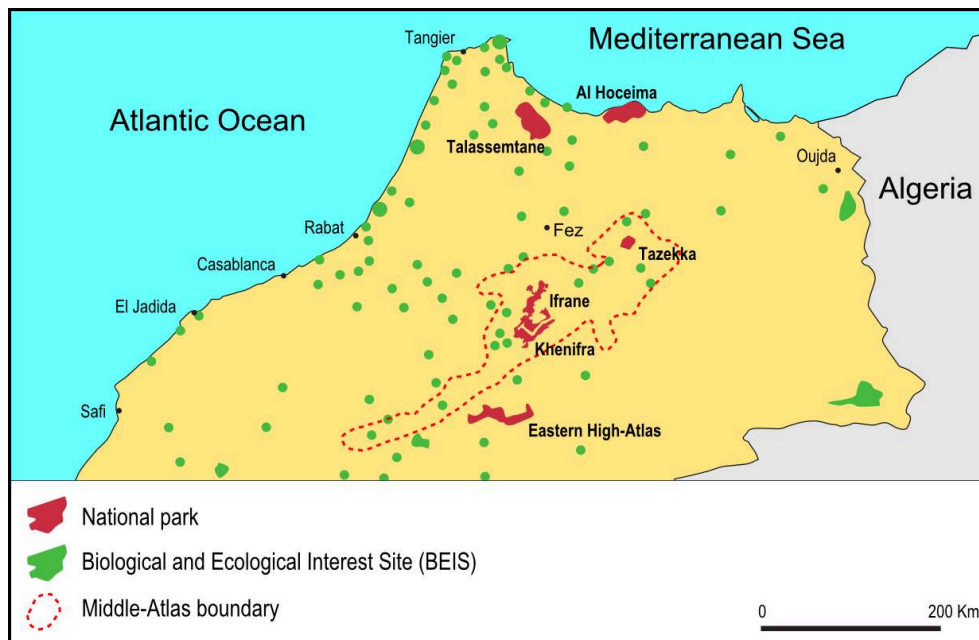 Tangier
Mediterranean Sea
Al Hoceima
Atlantic Ocean
Talassemtane
Oujda
Algeria
Rabat
Fez
Tazekka
Casablanca
Ifrane
El Jadida
Khenifra
Safi
Eastern High-Atlas
National park
Biological and Ecological Interest Site (BEIS)
Middle-Atlas boundary
0 200 Km